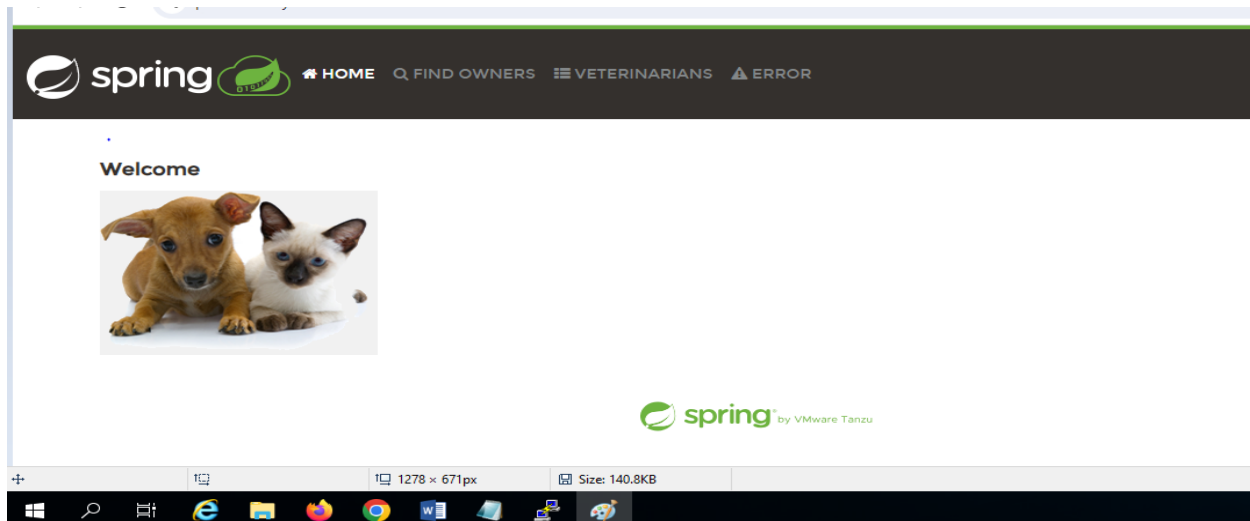 spring HOME FIND OWNERS VETERINARIANS ERROR
Welcome
spring by VMware Tanzu
1278 × 671px Size: 140.8KB